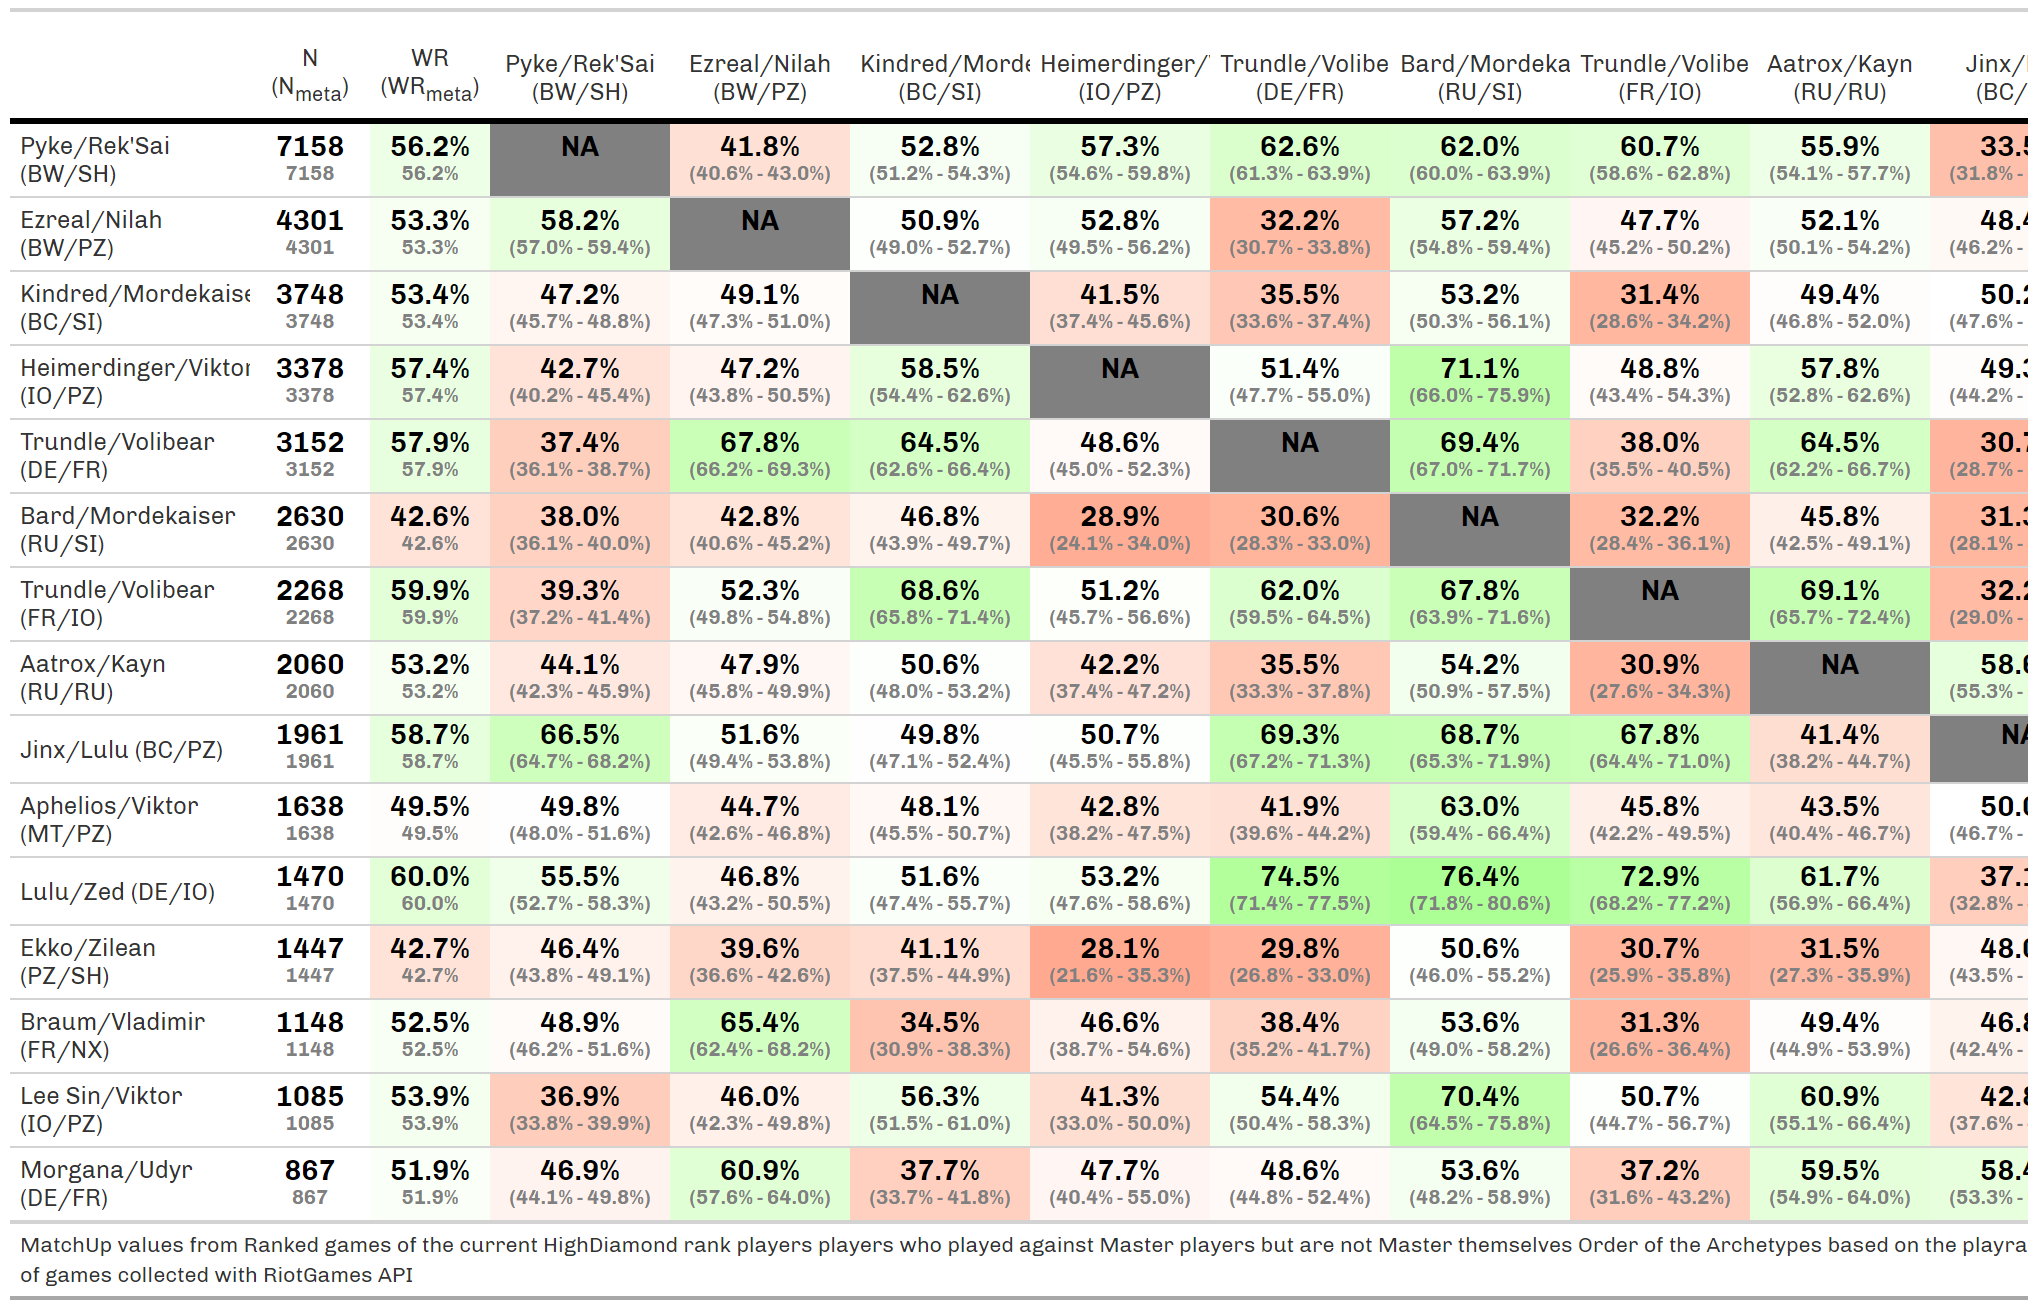 N WR Pyke/Rek'Sai Ezreal/Nilah Kindred/Morde Heimerdinger/ Trundle/Volibe Bard/Mordeka Trundle/Volibe Aatrox/Kayn Jinx/
(Nmeta) (WRmeta) (BW/SH) (BW/PZ) (BC/SI) (IO/PZ) (DE/FR) (RU/SI) (FR/IO) (RU/RU) (BC/
Pyke/Rek'Sai 7158 56.2% NA 41.8% 52.8% 57.3% 62.6% 62.0% 60.7% 55.9% 33.5
(BW/SH) 7158 56.2% (40.6% - 43.0%) (51.2% - 54.3%) (54.6% - 59.8%) (61.3% - 63.9%) (60.0% - 63.9%) (58.6% - 62.8%) (54.1% - 57.7%) (31.8% -
Ezreal/Nilah 4301 53.3% 58.2% NA 50.9% 52.8% 32.2% 57.2% 47.7% 52.1% 48.4
(BW/PZ) 4301 53.3% (57.0% - 59.4%) (49.0% - 52.7%) (49.5% - 56.2%) (30.7% - 33.8%) (54.8% - 59.4%) (45.2% - 50.2%) (50.1% - 54.2%) (46.2% -
Kindred/Mordekaise 3748 53.4% 47.2% 49.1% NA 41.5% 35.5% 53.2% 31.4% 49.4% 50.2
(BC/SI) 3748 53.4% (45.7% - 48.8%) (47.3% - 51.0%) (37.4% - 45.6%) (33.6% - 37.4%) (50.3% - 56.1%) (28.6% - 34.2%) (46.8% - 52.0%) (47.6% -
Heimerdinger/Viktor 3378 57.4% 42.7% 47.2% 58.5% NA 51.4% 71.1% 48.8% 57.8% 49.3
(IO/PZ) 3378 57.4% (40.2% - 45.4%) (43.8% - 50.5%) (54.4% - 62.6%) (47.7% - 55.0%) (66.0% - 75.9%) (43.4% - 54.3%) (52.8% - 62.6%) (44.2% -
Trundle/Volibear 3152 57.9% 37.4% 67.8% 64.5% 48.6% NA 69.4% 38.0% 64.5% 30.7
(DE/FR) 3152 57.9% (36.1% - 38.7%) (66.2% - 69.3%) (62.6% - 66.4%) (45.0% - 52.3%) (67.0% - 71.7%) (35.5% - 40.5%) (62.2% - 66.7%) (28.7% -
Bard/Mordekaiser 2630 42.6% 38.0% 42.8% 46.8% 28.9% 30.6% NA 32.2% 45.8% 31.3
(RU/SI) 2630 42.6% (36.1% - 40.0%) (40.6% - 45.2%) (43.9% - 49.7%) (24.1% - 34.0%) (28.3% - 33.0%) (28.4% - 36.1%) (42.5% - 49.1%) (28.1% -
Trundle/Volibear 2268 59.9% 39.3% 52.3% 68.6% 51.2% 62.0% 67.8% NA 69.1% 32.2
(FR/IO) 2268 59.9% (37.2% - 41.4%) (49.8% - 54.8%) (65.8% - 71.4%) (45.7% - 56.6%) (59.5% - 64.5%) (63.9% - 71.6%) (65.7% - 72.4%) (29.0% -
Aatrox/Kayn 2060 53.2% 44.1% 47.9% 50.6% 42.2% 35.5% 54.2% 30.9% NA 58.6
(RU/RU) 2060 53.2% (42.3% - 45.9%) (45.8% - 49.9%) (48.0% - 53.2%) (37.4% - 47.2%) (33.3% - 37.8%) (50.9% - 57.5%) (27.6% - 34.3%) (55.3% -
Jinx/Lulu (BC/PZ) 1961 58.7% 66.5% 51.6% 49.8% 50.7% 69.3% 68.7% 67.8% 41.4% NA
1961 58.7% (64.7% - 68.2%) (49.4% - 53.8%) (47.1% - 52.4%) (45.5% - 55.8%) (67.2% - 71.3%) (65.3% - 71.9%) (64.4% - 71.0%) (38.2% - 44.7%)
Aphelios/Viktor 1638 49.5% 49.8% 44.7% 48.1% 42.8% 41.9% 63.0% 45.8% 43.5% 50.0
(MT/PZ) 1638 49.5% (48.0% - 51.6%) (42.6% - 46.8%) (45.5% - 50.7%) (38.2% - 47.5%) (39.6% - 44.2%) (59.4% - 66.4%) (42.2% - 49.5%) (40.4% - 46.7%) (46.7% -
Lulu/Zed (DE/IO) 1470 60.0% 55.5% 46.8% 51.6% 53.2% 74.5% 76.4% 72.9% 61.7% 37.1
1470 60.0% (52.7% - 58.3%) (43.2% - 50.5%) (47.4% - 55.7%) (47.6% - 58.6%) (71.4% - 77.5%) (71.8% - 80.6%) (68.2% - 77.2%) (56.9% - 66.4%) (32.8% -
Ekko/Zilean 1447 42.7% 46.4% 39.6% 41.1% 28.1% 29.8% 50.6% 30.7% 31.5% 48.0
(PZ/SH) 1447 42.7% (43.8% - 49.1%) (36.6% - 42.6%) (37.5% - 44.9%) (21.6% - 35.3%) (26.8% - 33.0%) (46.0% - 55.2%) (25.9% - 35.8%) (27.3% - 35.9%) (43.5% -
Braum/Vladimir 1148 52.5% 48.9% 65.4% 34.5% 46.6% 38.4% 53.6% 31.3% 49.4% 46.8
(FR/NX) 1148 52.5% (46.2% - 51.6%) (62.4% - 68.2%) (30.9% - 38.3%) (38.7% - 54.6%) (35.2% - 41.7%) (49.0% - 58.2%) (26.6% - 36.4%) (44.9% - 53.9%) (42.4% -
Lee Sin/Viktor 1085 53.9% 36.9% 46.0% 56.3% 41.3% 54.4% 70.4% 50.7% 60.9% 42.8
(IO/PZ) 1085 53.9% (33.8% - 39.9%) (42.3% - 49.8%) (51.5% - 61.0%) (33.0% - 50.0%) (50.4% - 58.3%) (64.5% - 75.8%) (44.7% - 56.7%) (55.1% - 66.4%) (37.6% -
Morgana/Udyr 867 51.9% 46.9% 60.9% 37.7% 47.7% 48.6% 53.6% 37.2% 59.5% 58.4
(DE/FR) 867 51.9% (44.1% - 49.8%) (57.6% - 64.0%) (33.7% - 41.8%) (40.4% - 55.0%) (44.8% - 52.4%) (48.2% - 58.9%) (31.6% - 43.2%) (54.9% - 64.0%) (53.3% -
MatchUp values from Ranked games of the current HighDiamond rank players players who played against Master players but are not Master themselves Order of the Archetypes based on the playra
of games collected with RiotGames API